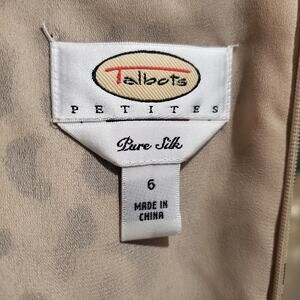 Talbots
PETITES
Pure Silk
6
MADE IN
CHINA